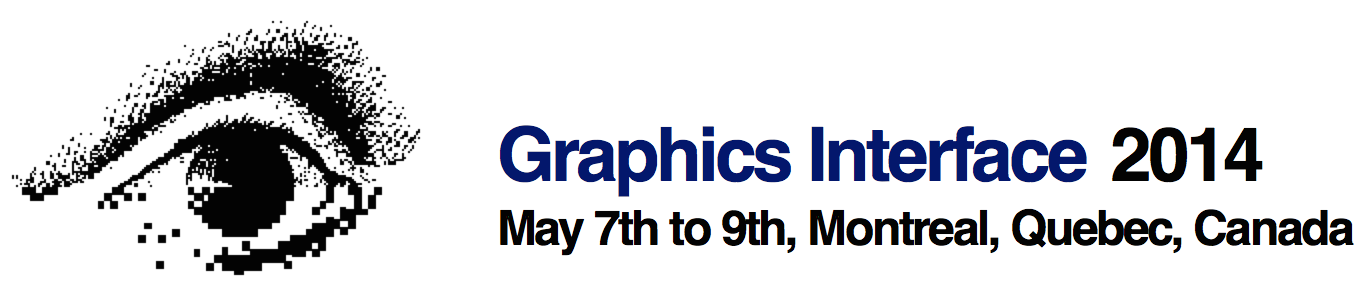 Graphics Interface 2014
May 7th to 9th, Montreal, Quebec, Canada